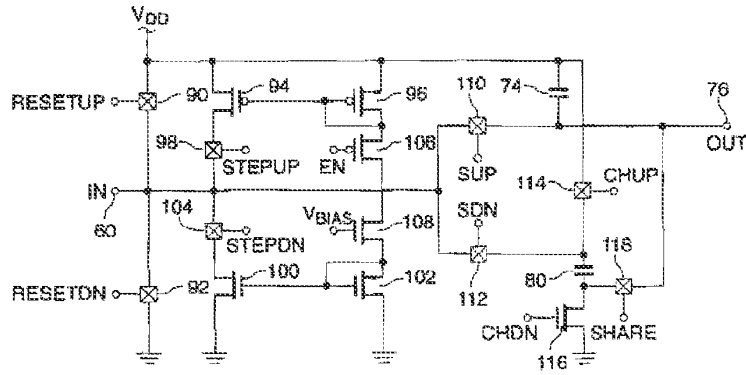 VDD
RESETUP
90
94
96
110
74
76
OUT
98
STEPUP
EN
106
SUP
114
CHUP
IN
60
104
STEPDN
VBIAS
108
SDN
118
RESETDN
92
100
102
112
80
CHDN
116
SHARE